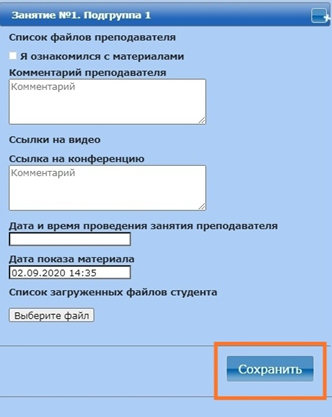 Занятие №1. Подгруппа 1
Список файлов преподавателя
Я ознакомился с материалами
Комментарий преподавателя
Комментарий
Ссылки на видео
Ссылка на конференцию
Комментарий
Дата и время проведения занятия преподавателя
Дата показа материала
02.09.2020 14:35
Список загруженных файлов студента
Выберите файл
Сохранить